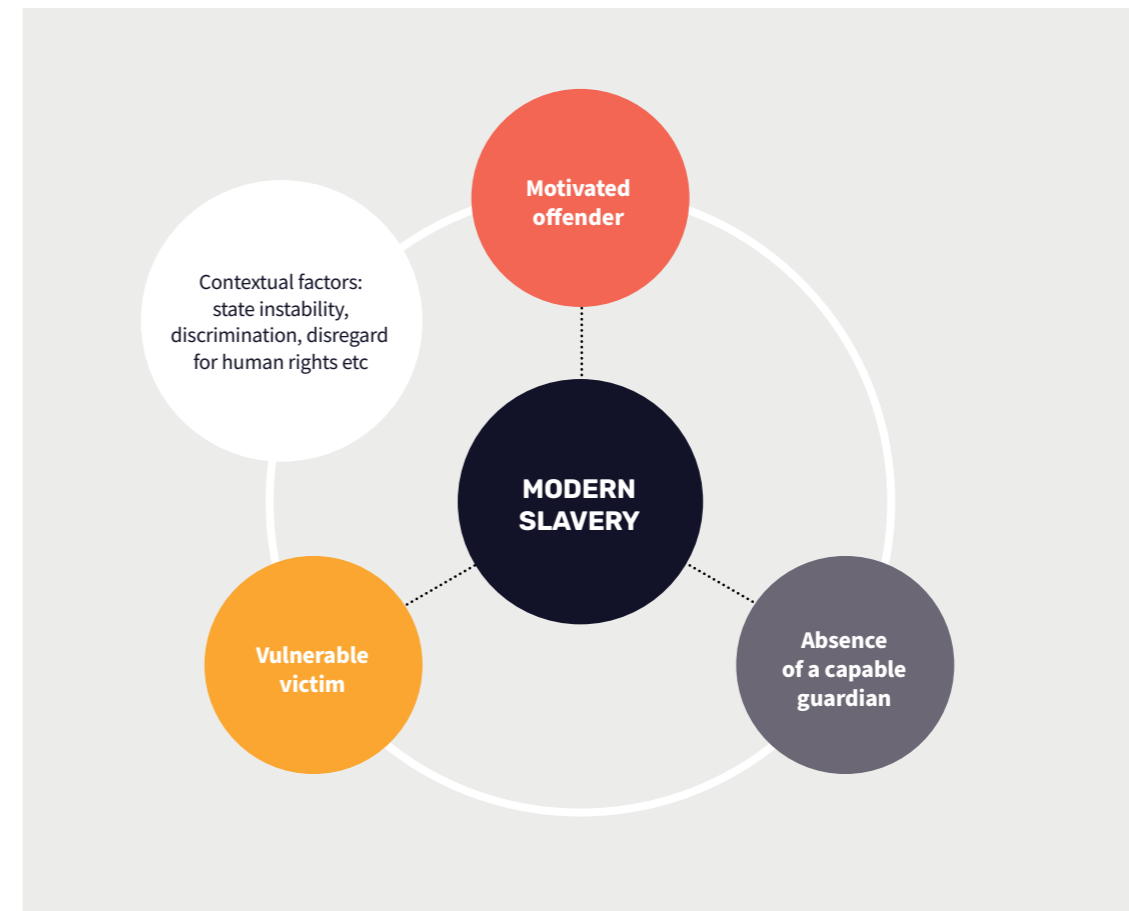 Motivated
offender
Contextual factors:
state instability,
discrimination, disregard
for human rights etc
MODERN
SLAVERY
Vulnerable
victim
Absence
of a capable
guardian